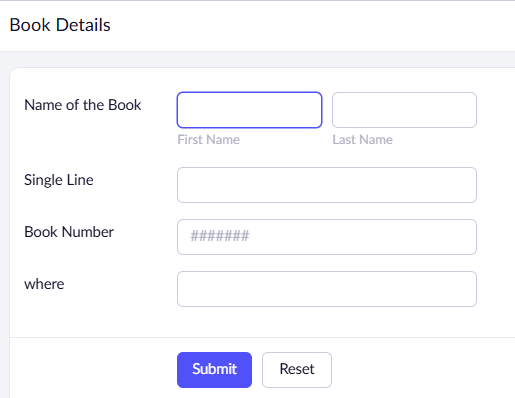 Book Details
Name of the Book
First Name Last Name
Single Line
Book Number #######
where
Submit Reset